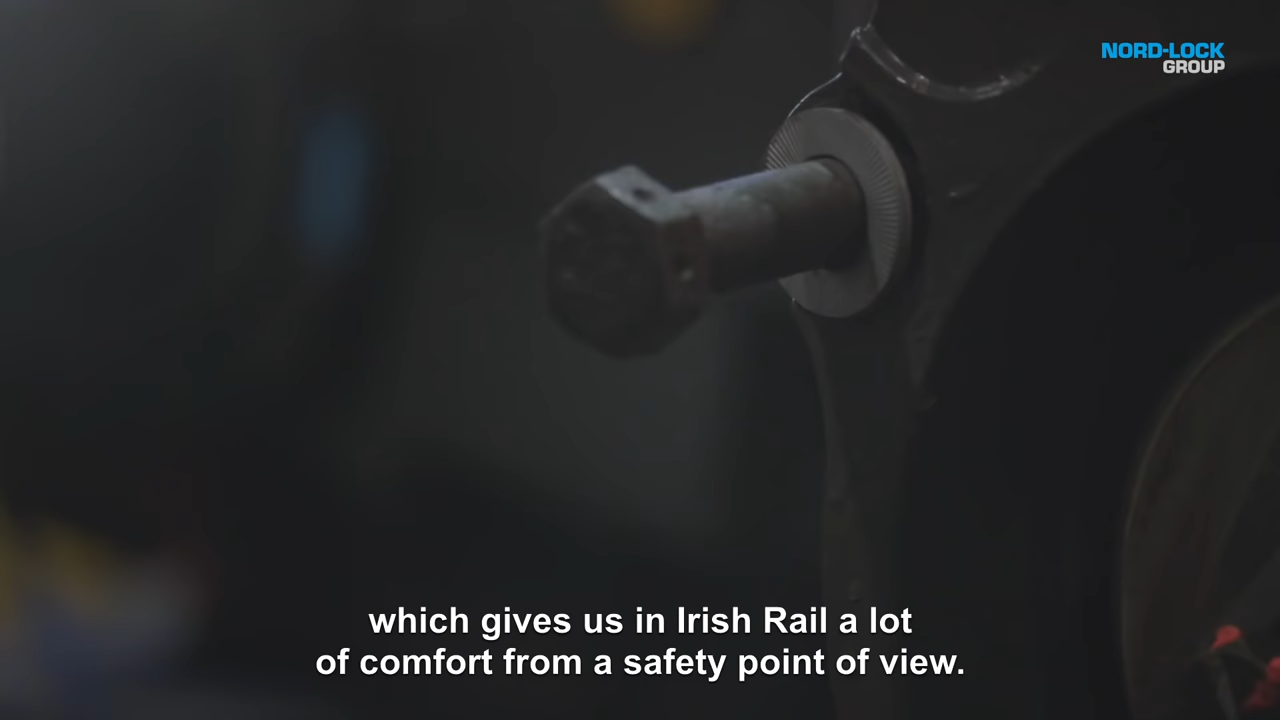 NORD-LOCK
GROUP
which gives us in Irish Rail a lot
of comfort from a safety point of view.